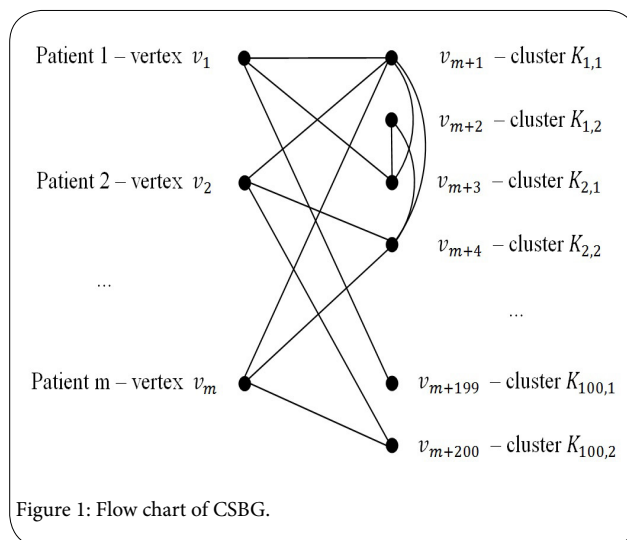 Patient 1 – vertex v₁
v_{m+1} – cluster K_{1,1}
v_{m+2} – cluster K_{1,2}
Patient 2 – vertex v₂
v_{m+3} – cluster K_{2,1}
v_{m+4} – cluster K_{2,2}
...
...
Patient m – vertex v_m
v_{m+199} – cluster K_{100,1}
v_{m+200} – cluster K_{100,2}
Figure 1: Flow chart of CSBG.